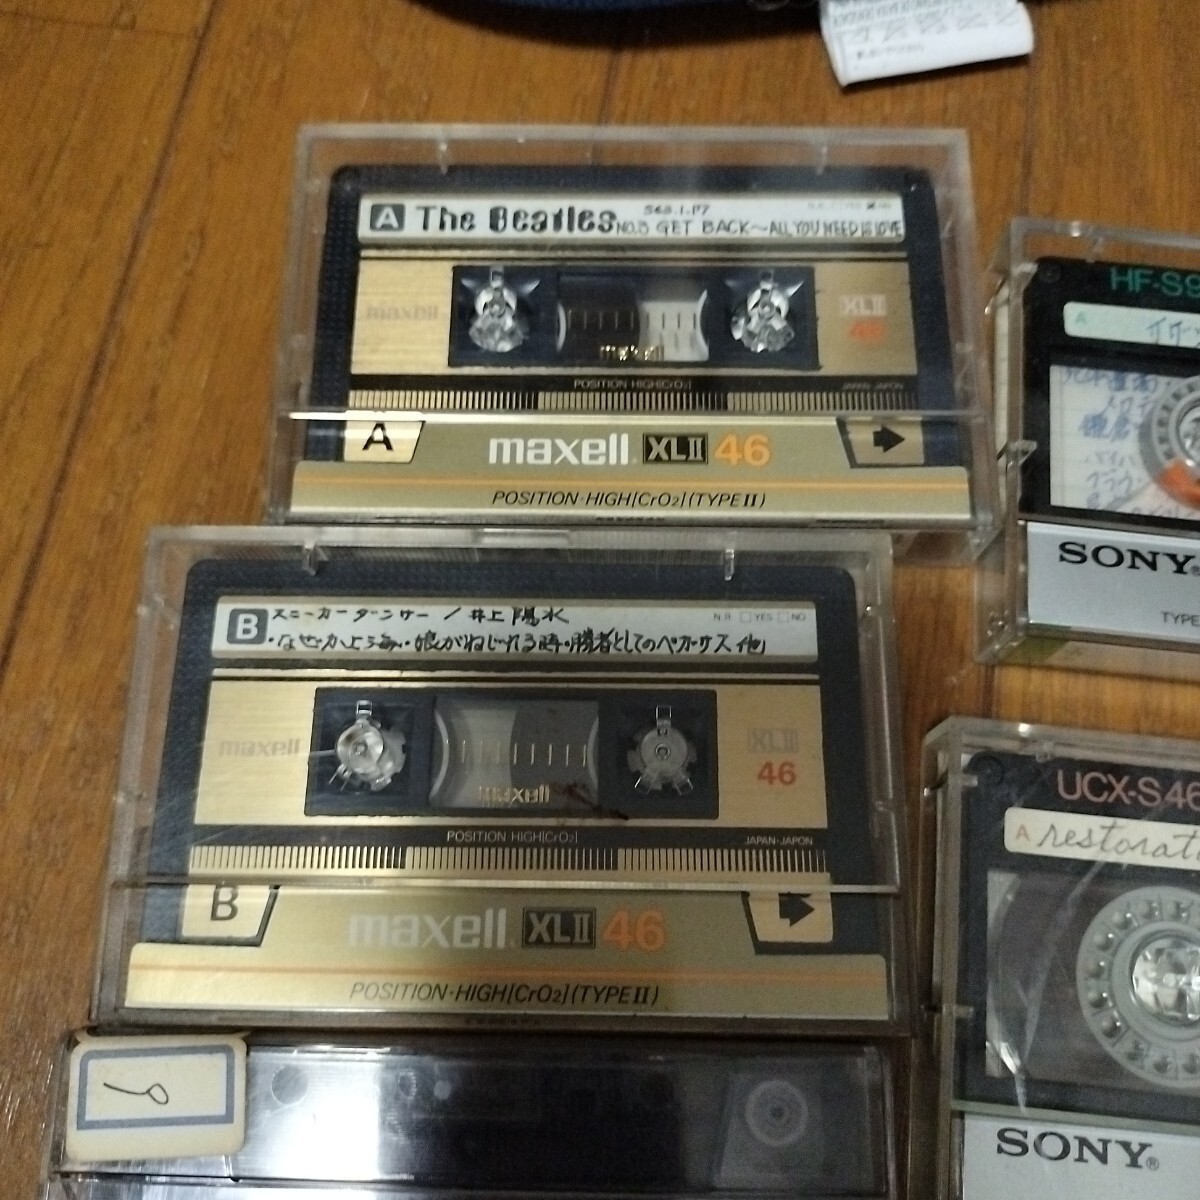 A The Beatles S63.1.17
NO.3 GET BACK～ALL YOU NEED IS LOVE
maxell
XLII
46
maxell
POSITION HIGH[CrO2]
JAPAN·JAPON
A
maxell XLII 46
POSITION·HIGH[CrO2](TYPE II)
B スニーカーダンサー / 井上陽水
N.R. □YES □NO
・なぜか上海・娘がねじれる時・勝者としてのペガサス 他
maxell
XLII
46
maxell
POSITION HIGH[CrO2]
JAPAN·JAPON
B
maxell XLII 46
POSITION·HIGH[CrO2](TYPE II)
HF-S9
A
SONY®
TYPE
UCX-S46
A restorati
SONY®